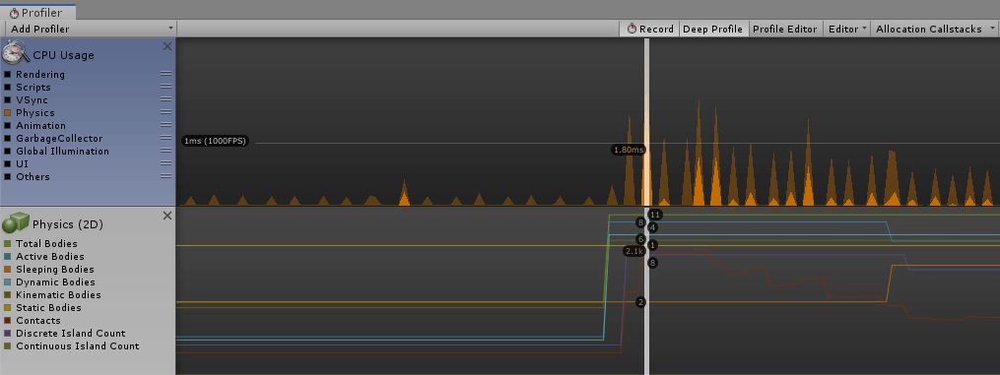 Profiler
Add Profiler
Record
Deep Profile
Profile Editor
Editor
Allocation Callstacks
CPU Usage
Rendering
Scripts
VSync
Physics
Animation
GarbageCollector
Global Illumination
UI
Others
1ms (1000FPS)
1.80ms
Physics (2D)
Total Bodies
Active Bodies
Sleeping Bodies
Dynamic Bodies
Kinematic Bodies
Static Bodies
Contacts
Discrete Island Count
Continuous Island Count
11
8
4
6
1
2.1k
8
2